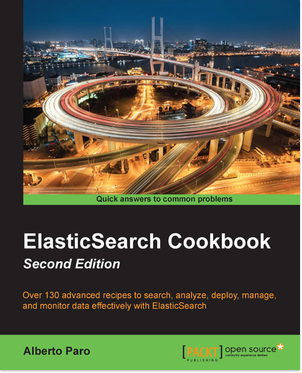 Quick answers to common problems
ElasticSearch Cookbook
Second Edition
Over 130 advanced recipes to search, analyze, deploy, manage,
and monitor data effectively with ElasticSearch
Alberto Paro
[PACKT] open source*
PUBLISHING